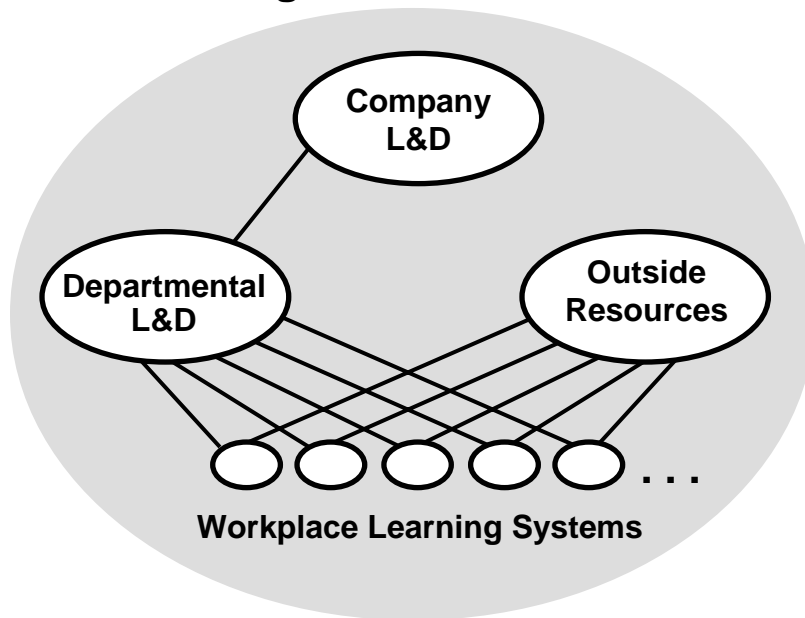 Company
L&D
Departmental
L&D
Outside
Resources
. . .
Workplace Learning Systems